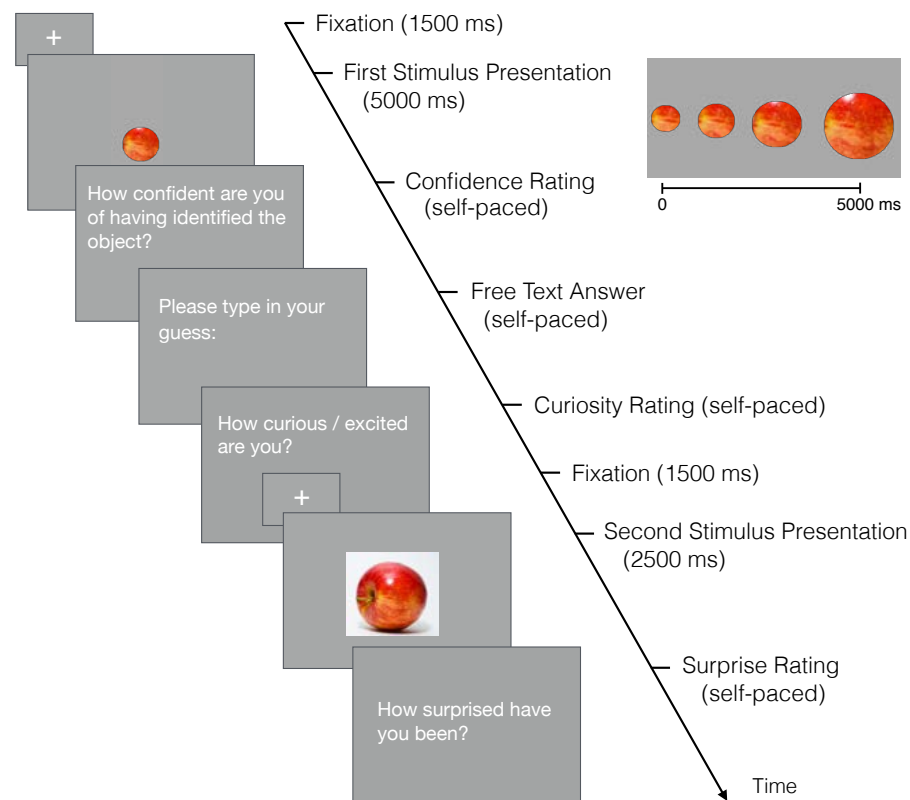 +
How confident are you
of having identified the
object?
Please type in your
guess:
How curious / excited
are you?
+
How surprised have
you been?
Fixation (1500 ms)
First Stimulus Presentation
(5000 ms)
Confidence Rating
(self-paced)
Free Text Answer
(self-paced)
Curiosity Rating (self-paced)
Fixation (1500 ms)
Second Stimulus Presentation
(2500 ms)
Surprise Rating
(self-paced)
Time
0
5000 ms